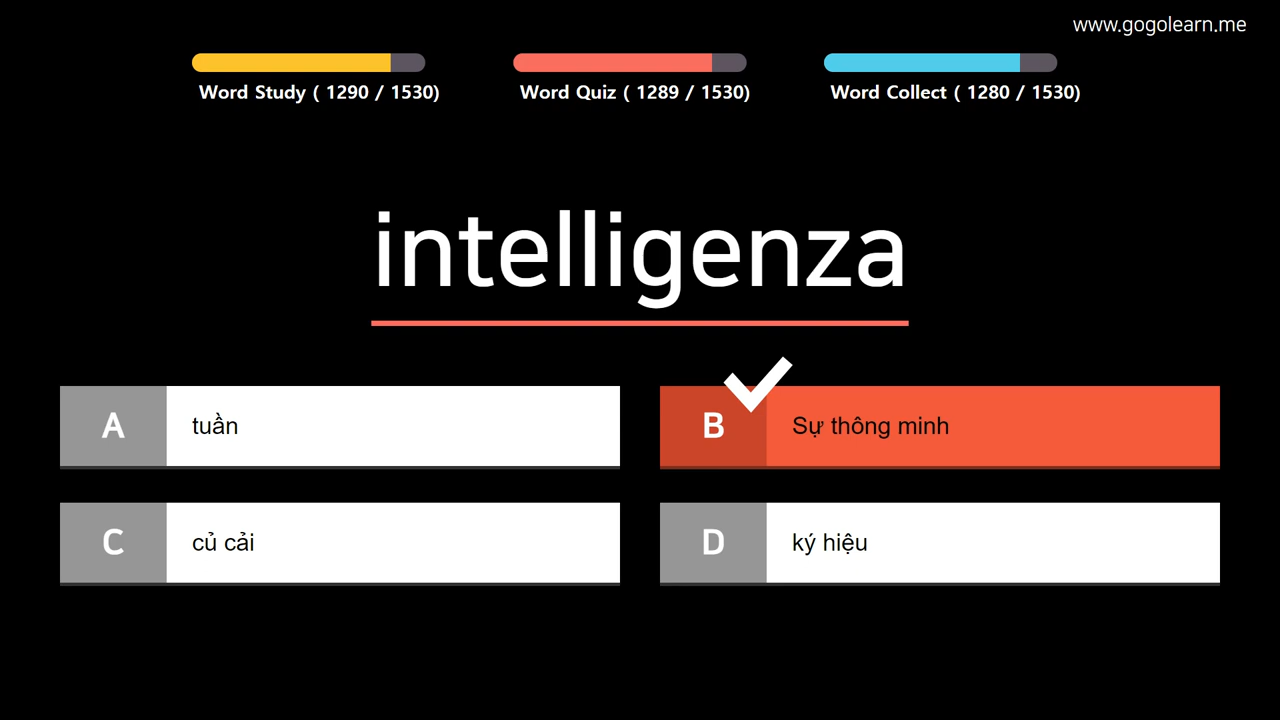 www.gogolearn.me
Word Study ( 1290 / 1530)
Word Quiz ( 1289 / 1530)
Word Collect ( 1280 / 1530)
intelligenza
A tuần
B Sự thông minh
C củ cải
D ký hiệu